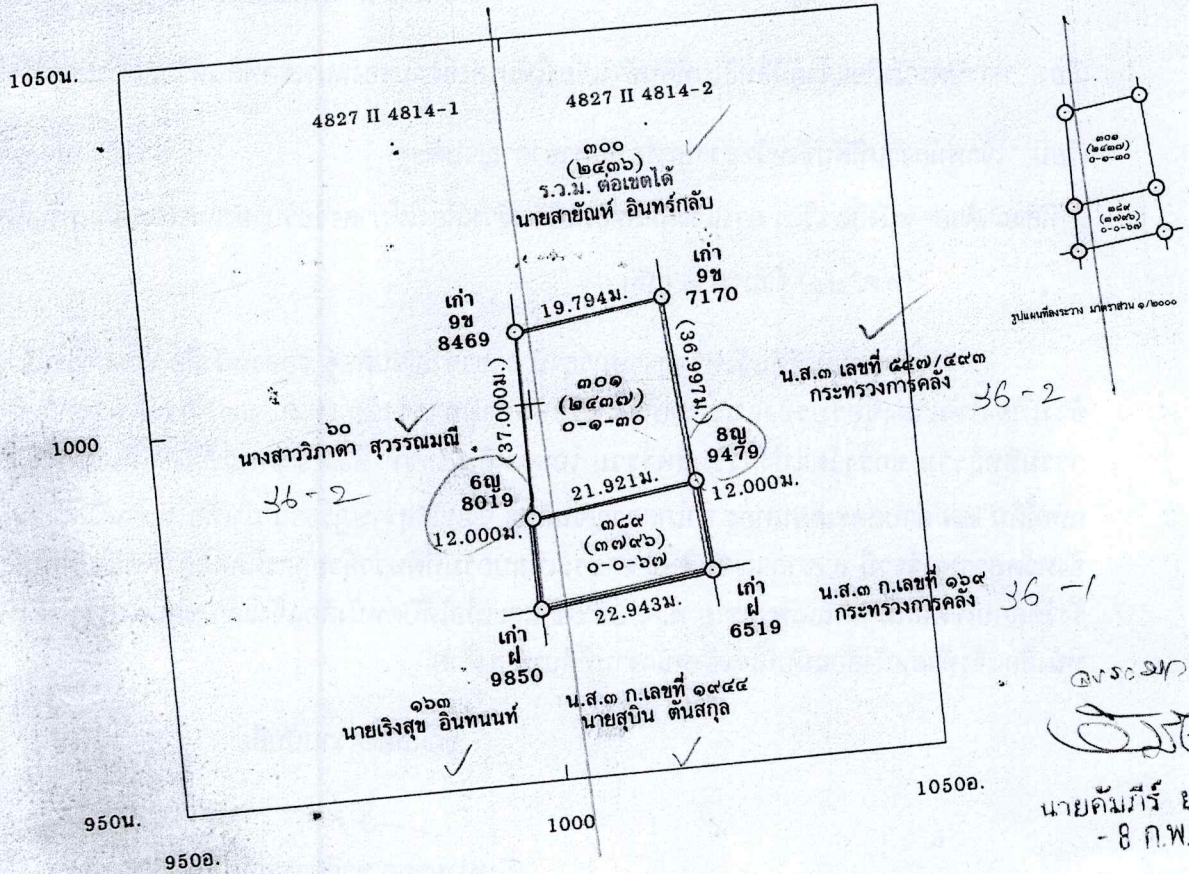 1050น.
4827 II 4814-1
4827 II 4814-2
๓๐๐
(๒๔๓๖)
ร.ว.ม. ต่อเขตได้
นายสายัณห์ อินทร์กลับ
เก่า
9ข
8469
19.794ม.
เก่า
9ข
7170
(37.000ม.)
(36.997ม.)
๓๐๑
(๒๔๓๗)
๐-๑-๓๐
น.ส.๓ เลขที่ ๕๔๗/๔๙๓
กระทรวงการคลัง
36-2
1000
๖๐
นางสาววิภาดา สุวรรณมณี
36-2
6ญ
8019
12.000ม.
21.921ม.
8ญ
9479
12.000ม.
๓๘๙
(๓๗๙๖)
๐-๐-๖๗
22.943ม.
เก่า
ฝ
9850
เก่า
ฝ
6519
น.ส.๓ ก.เลขที่ ๑๖๙
กระทรวงการคลัง
36-1
๑๖๓
นายเริงสุข อินทนนท์
น.ส.๓ ก.เลขที่ ๑๙๔๔
นายสุบิน ตันสกุล
950น.
950อ.
1000
1050อ.
๓๐๑
(๒๔๓๗)
๐-๑-๓๐
๓๘๙
(๓๗๙๖)
๐-๐-๖๗
รูปแผนที่ลงระวาง มาตราส่วน ๑/๒๐๐๐
นายคัมภีร์
- 8 ก.พ.